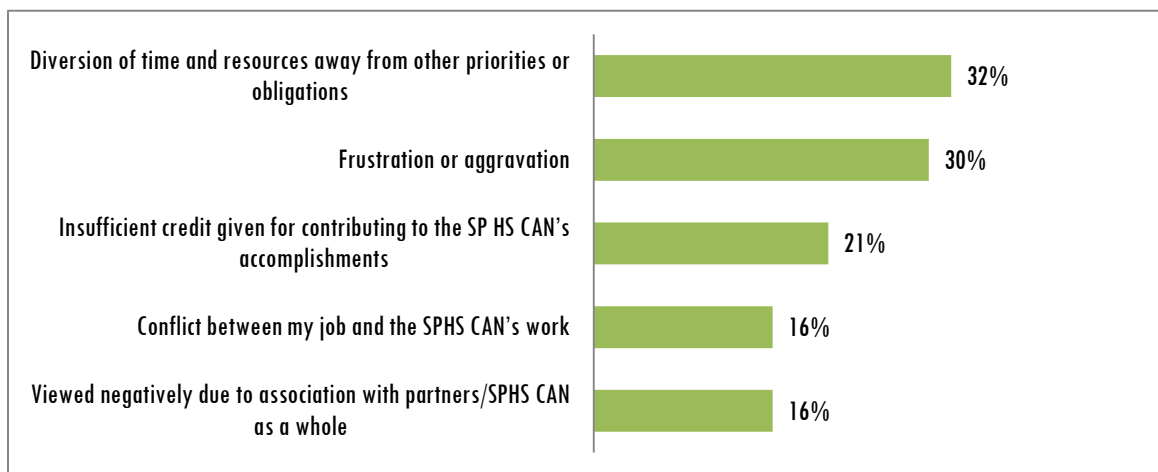 Diversion of time and resources away from other priorities or
obligations
32%
Frustration or aggravation
30%
Insufficient credit given for contributing to the SP HS CAN’s
accomplishments
21%
Conflict between my job and the SPHS CAN’s work
16%
Viewed negatively due to association with partners/SPHS CAN
as a whole
16%